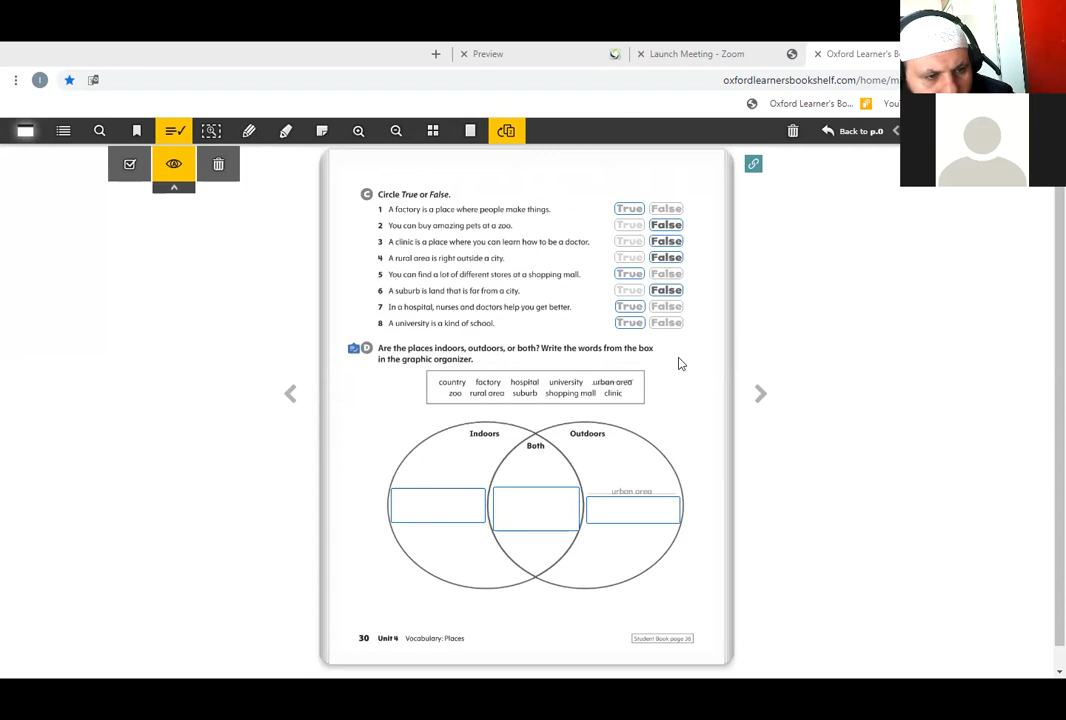 Preview
Launch Meeting - Zoom
Oxford Learner's Bo
oxfordlearnersbookshelf.com/home/m
Oxford Learner's Boo...
YouT
Back to p.0
C Circle True or False.
1 A factory is a place where people make things. True False
2 You can buy amazing pets at a zoo. True False
3 A clinic is a place where you can learn how to be a doctor. True False
4 A rural area is right outside a city. True False
5 You can find a lot of different stores at a shopping mall. True False
6 A suburb is land that is far from a city. True False
7 In a hospital, nurses and doctors help you get better. True False
8 A university is a kind of school. True False
D Are the places indoors, outdoors, or both? Write the words from the box
in the graphic organizer.
country factory hospital university urban area
zoo rural area suburb shopping mall clinic
Indoors Outdoors
Both
urban area
30 Unit 4 Vocabulary: Places
Student Book page 38